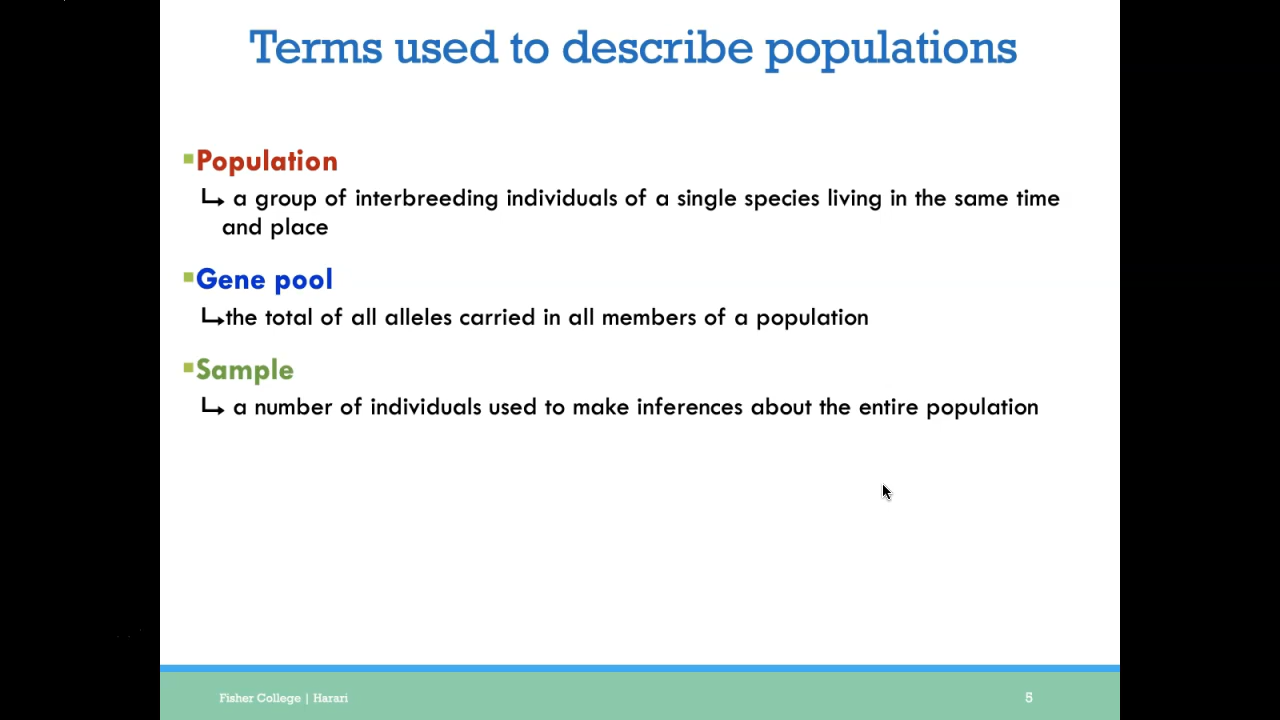 Terms used to describe populations
▪Population
↳ a group of interbreeding individuals of a single species living in the same time
and place
▪Gene pool
↳the total of all alleles carried in all members of a population
▪Sample
↳ a number of individuals used to make inferences about the entire population
Fisher College | Harari
5